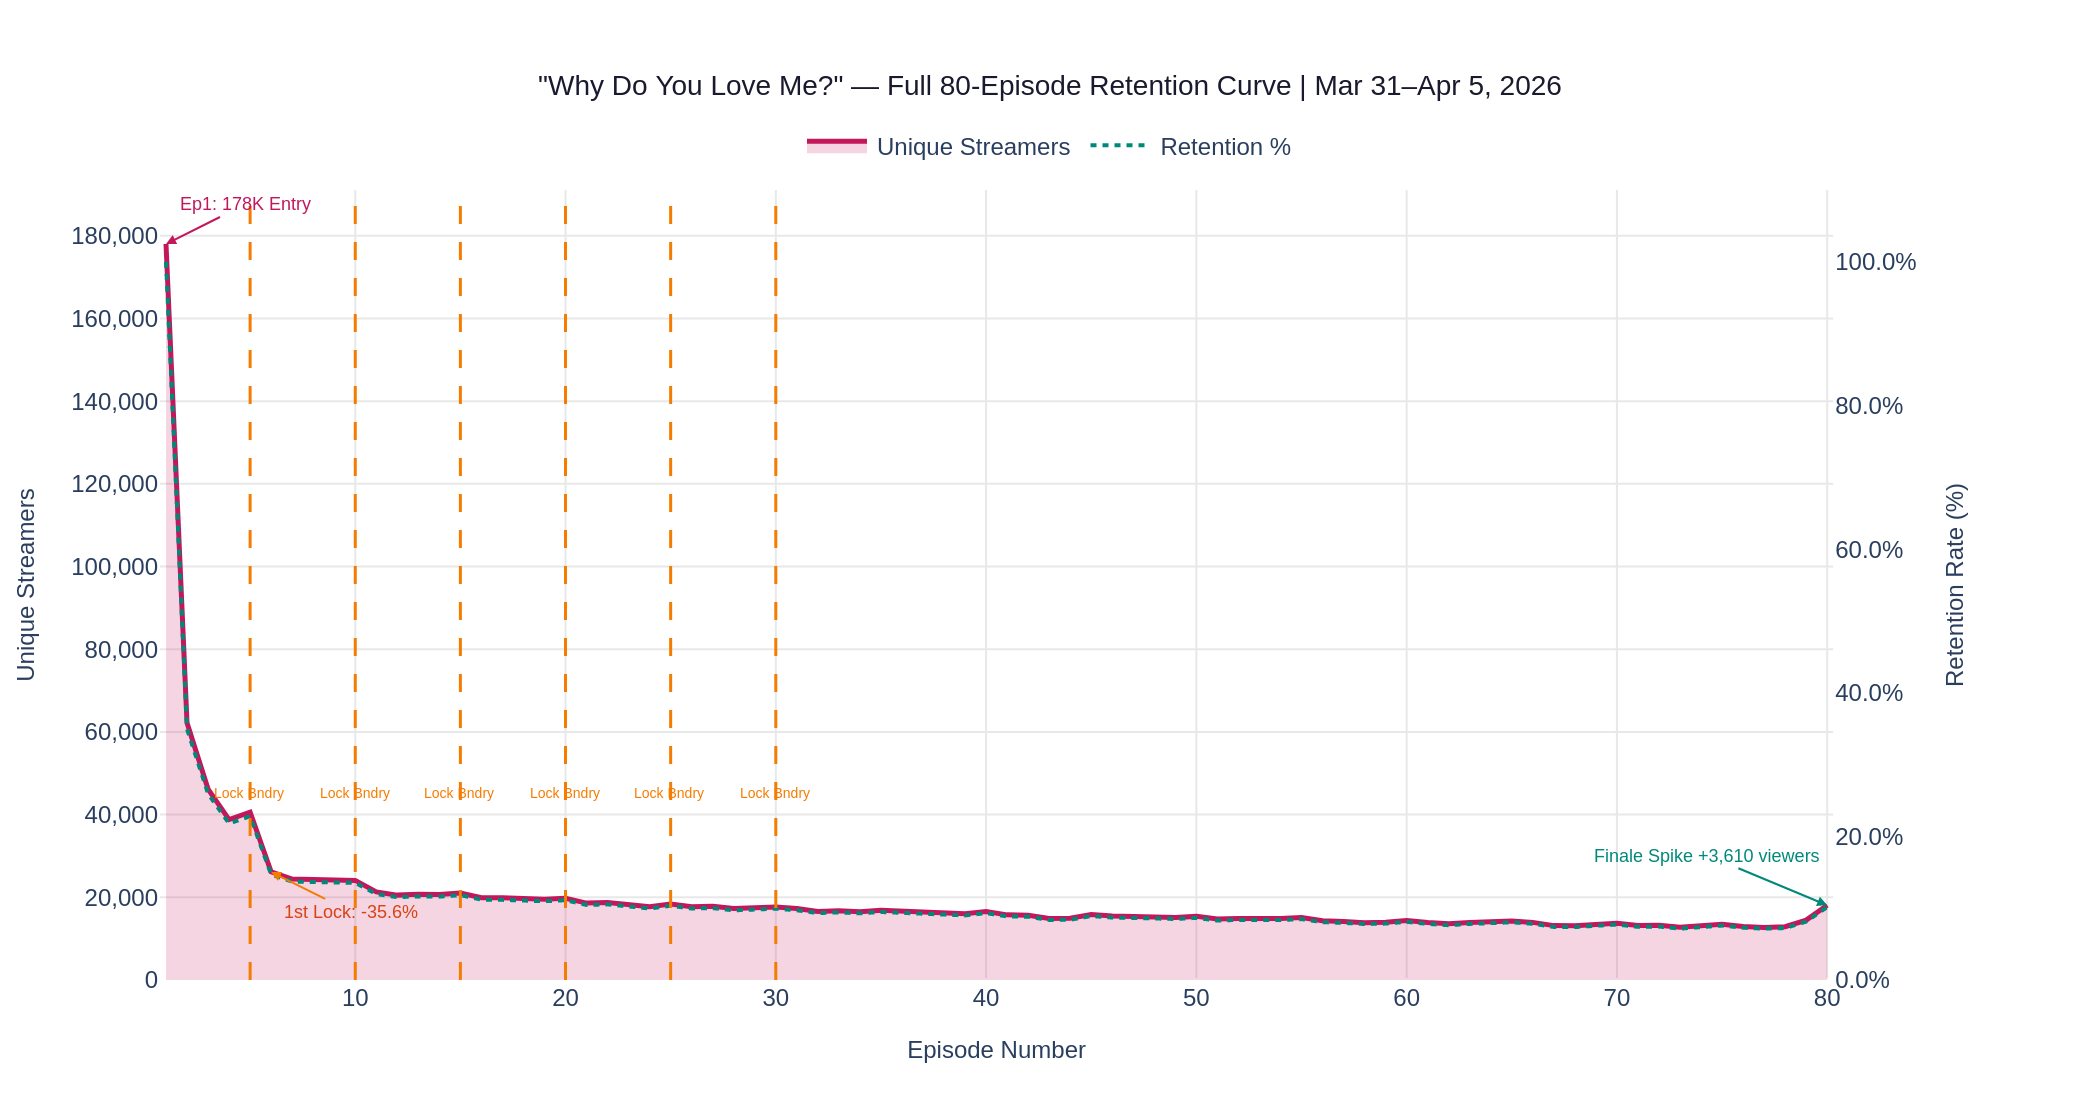 "Why Do You Love Me?" — Full 80-Episode Retention Curve | Mar 31–Apr 5, 2026
Unique Streamers
Retention %
Ep1: 178K Entry
180,000
160,000
140,000
120,000
100,000
80,000
60,000
40,000
20,000
0
Unique Streamers
100.0%
80.0%
60.0%
40.0%
20.0%
0.0%
Retention Rate (%)
Lock Bndry
Lock Bndry
Lock Bndry
Lock Bndry
Lock Bndry
Lock Bndry
Finale Spike +3,610 viewers
1st Lock: -35.6%
10
20
30
40
50
60
70
80
Episode Number